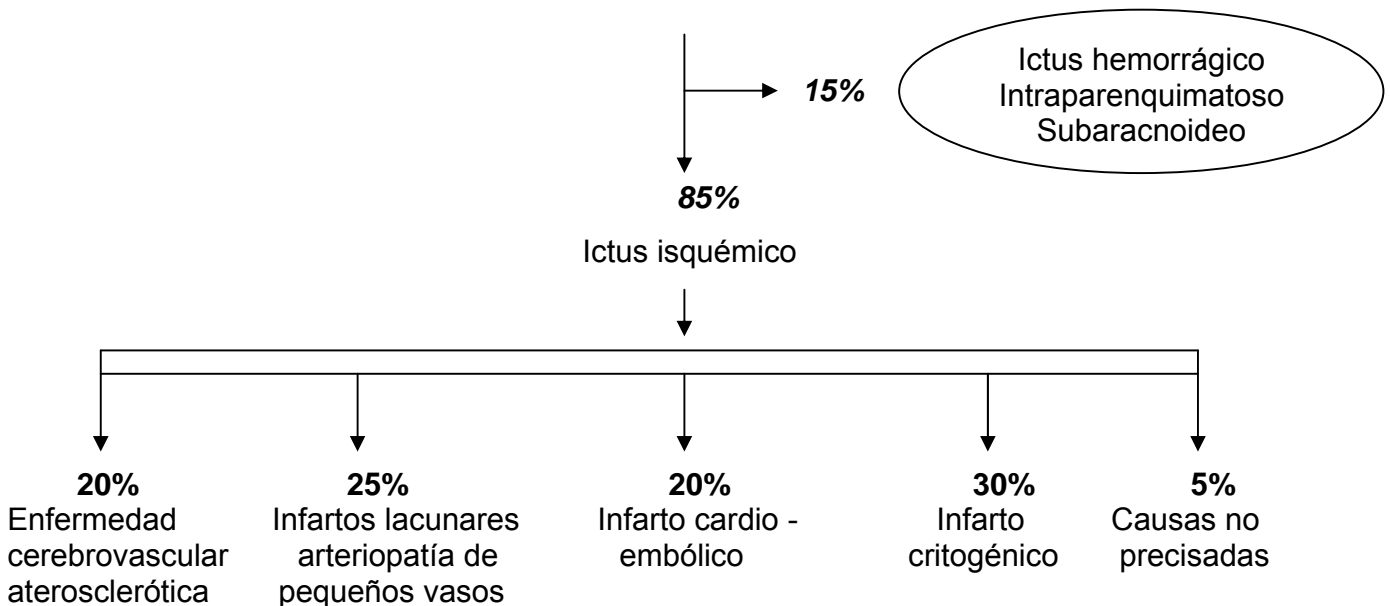 15%
Ictus hemorrágico
Intraparenquimatoso
Subaracnoideo
85%
Ictus isquémico
20%
Enfermedad
cerebrovascular
aterosclerótica
25%
Infartos lacunares
arteriopatía de
pequeños vasos
20%
Infarto cardio -
embólico
30%
Infarto
critogénico
5%
Causas no
precisadas